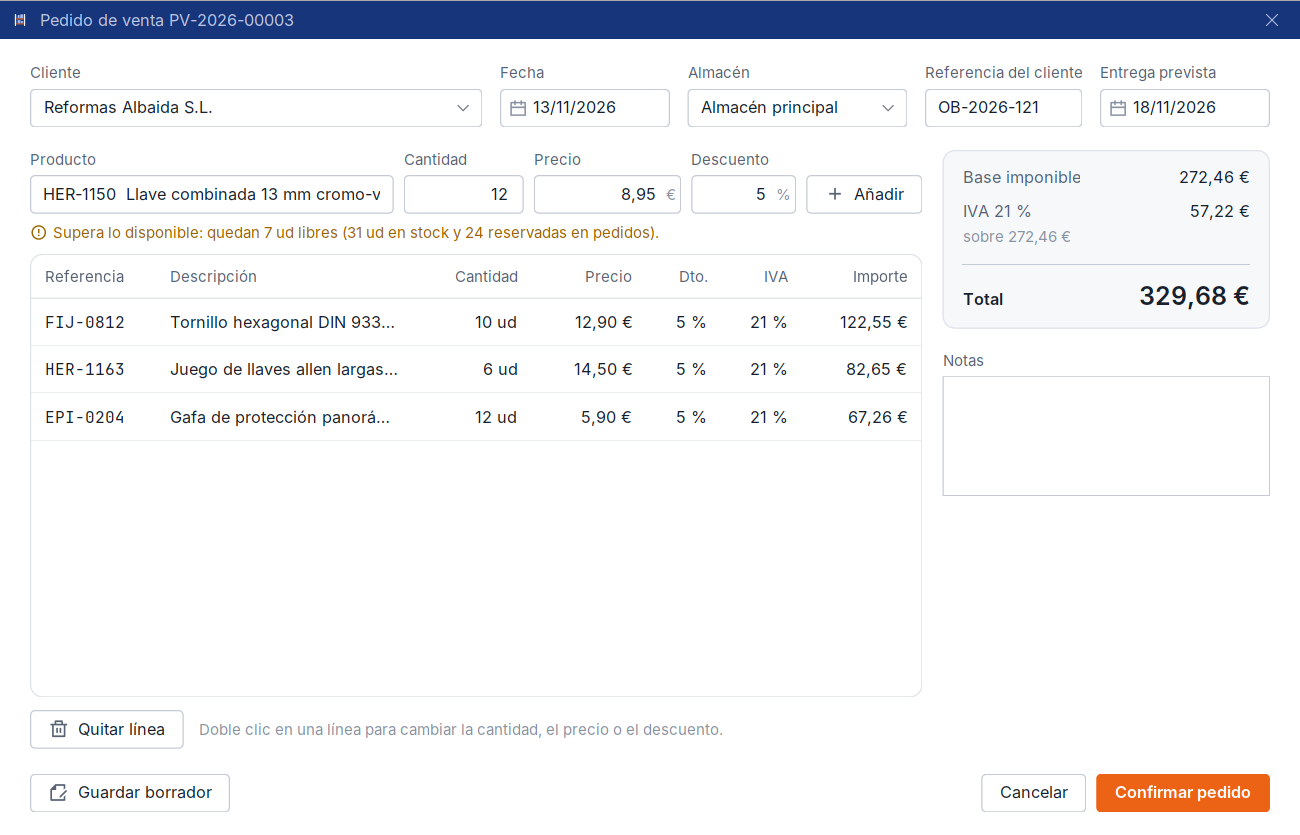 Pedido de venta PV-2026-00003
Cliente Fecha Almacén Referencia del cliente Entrega prevista
Reformas Albaida S.L. 13/11/2026 Almacén principal OB-2026-121 18/11/2026
Producto Cantidad Precio Descuento
HER-1150 Llave combinada 13 mm cromo-v 12 8,95 € 5 % + Añadir
Supera lo disponible: quedan 7 ud libres (31 ud en stock y 24 reservadas en pedidos).
Referencia Descripción Cantidad Precio Dto. IVA Importe
FIJ-0812 Tornillo hexagonal DIN 933... 10 ud 12,90 € 5 % 21 % 122,55 €
HER-1163 Juego de llaves allen largas... 6 ud 14,50 € 5 % 21 % 82,65 €
EPI-0204 Gafa de protección panorá... 12 ud 5,90 € 5 % 21 % 67,26 €
Base imponible 272,46 €
IVA 21 % 57,22 €
sobre 272,46 €
Total 329,68 €
Notas
Quitar línea Doble clic en una línea para cambiar la cantidad, el precio o el descuento.
Guardar borrador Cancelar Confirmar pedido